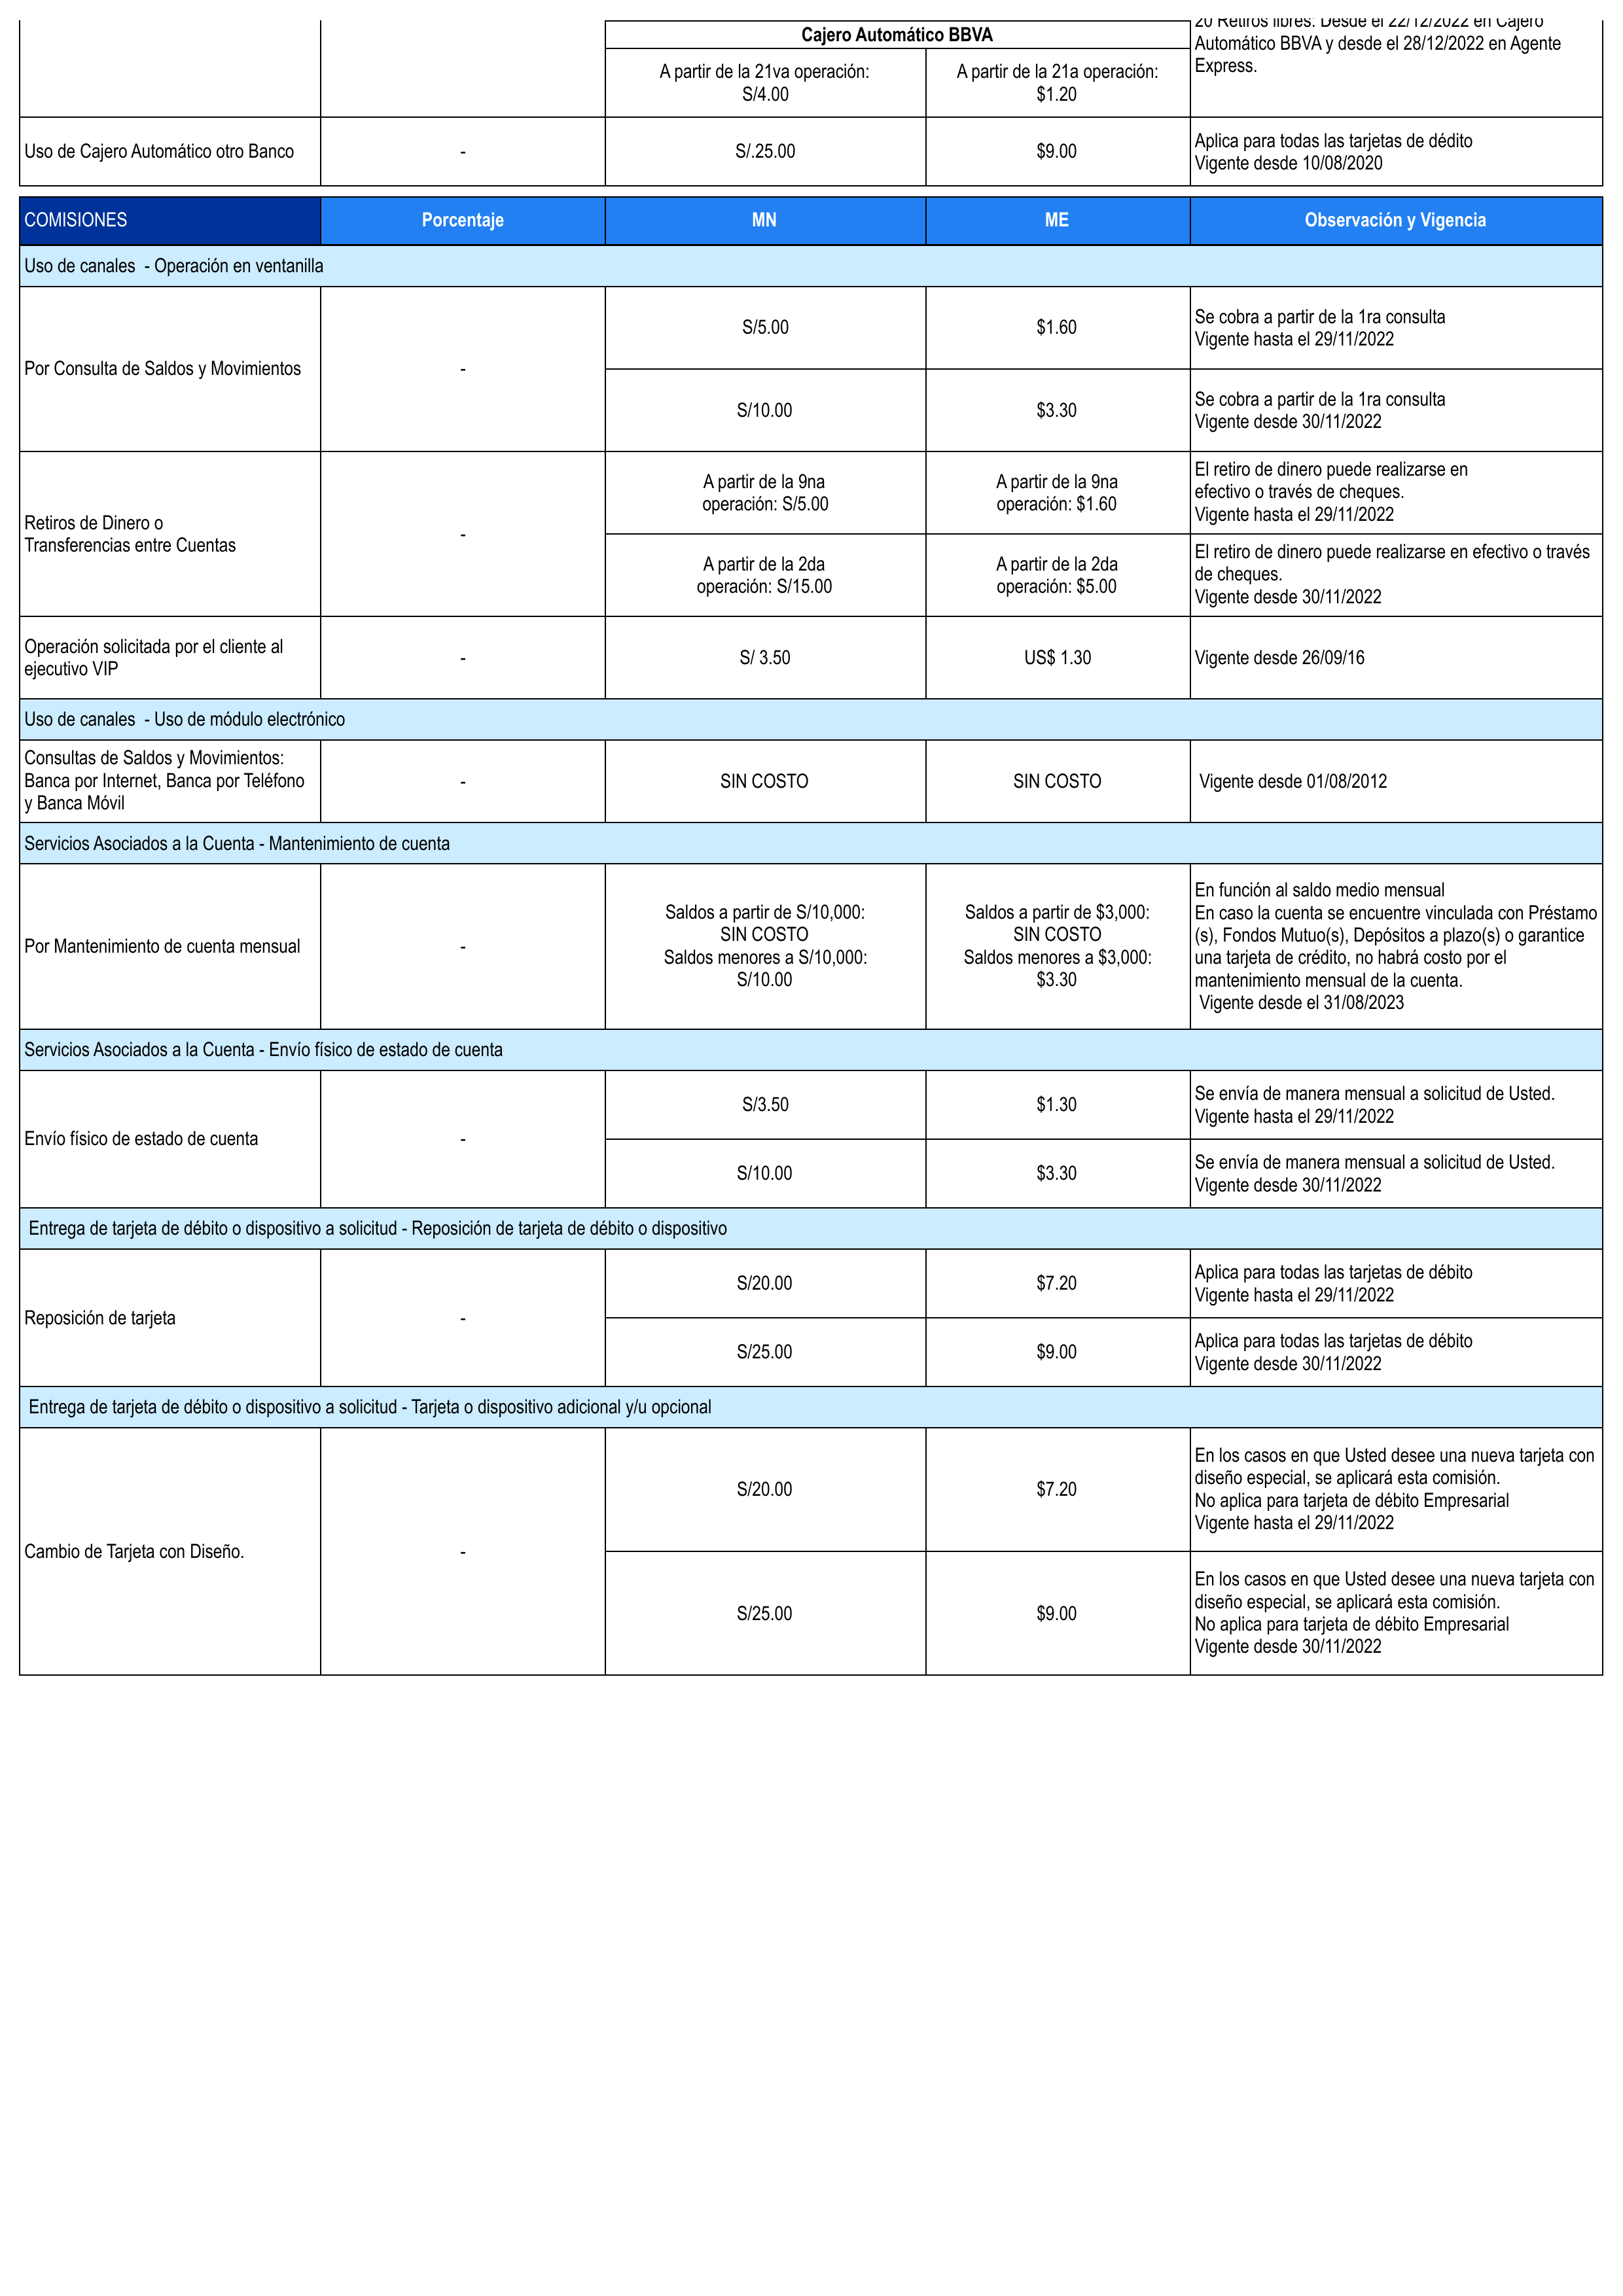 Cajero Automático BBVA
20 Retiros libres: Desde el 22/12/2022 en Cajero
Automático BBVA y desde el 28/12/2022 en Agente
Express.
A partir de la 21va operación:
S/4.00
A partir de la 21a operación:
$1.20
Uso de Cajero Automático otro Banco
-
S/.25.00
$9.00
Aplica para todas las tarjetas de dédito
Vigente desde 10/08/2020
COMISIONES
Porcentaje
MN
ME
Observación y Vigencia
Uso de canales  - Operación en ventanilla
Por Consulta de Saldos y Movimientos
-
S/5.00
$1.60
Se cobra a partir de la 1ra consulta
Vigente hasta el 29/11/2022
S/10.00
$3.30
Se cobra a partir de la 1ra consulta
Vigente desde 30/11/2022
Retiros de Dinero o
Transferencias entre Cuentas
-
A partir de la 9na
operación: S/5.00
A partir de la 9na
operación: $1.60
El retiro de dinero puede realizarse en
efectivo o través de cheques.
Vigente hasta el 29/11/2022
A partir de la 2da
operación: S/15.00
A partir de la 2da
operación: $5.00
El retiro de dinero puede realizarse en efectivo o través
de cheques.
Vigente desde 30/11/2022
Operación solicitada por el cliente al
ejecutivo VIP
-
S/ 3.50
US$ 1.30
Vigente desde 26/09/16
Uso de canales  - Uso de módulo electrónico
Consultas de Saldos y Movimientos:
Banca por Internet, Banca por Teléfono
y Banca Móvil
-
SIN COSTO
SIN COSTO
Vigente desde 01/08/2012
Servicios Asociados a la Cuenta - Mantenimiento de cuenta
Por Mantenimiento de cuenta mensual
-
Saldos a partir de S/10,000:
SIN COSTO
Saldos menores a S/10,000:
S/10.00
Saldos a partir de $3,000:
SIN COSTO
Saldos menores a $3,000:
$3.30
En función al saldo medio mensual
En caso la cuenta se encuentre vinculada con Préstamo
(s), Fondos Mutuo(s), Depósitos a plazo(s) o garantice
una tarjeta de crédito, no habrá costo por el
mantenimiento mensual de la cuenta.
Vigente desde el 31/08/2023
Servicios Asociados a la Cuenta - Envío físico de estado de cuenta
Envío físico de estado de cuenta
-
S/3.50
$1.30
Se envía de manera mensual a solicitud de Usted.
Vigente hasta el 29/11/2022
S/10.00
$3.30
Se envía de manera mensual a solicitud de Usted.
Vigente desde 30/11/2022
Entrega de tarjeta de débito o dispositivo a solicitud - Reposición de tarjeta de débito o dispositivo
Reposición de tarjeta
-
S/20.00
$7.20
Aplica para todas las tarjetas de débito
Vigente hasta el 29/11/2022
S/25.00
$9.00
Aplica para todas las tarjetas de débito
Vigente desde 30/11/2022
Entrega de tarjeta de débito o dispositivo a solicitud - Tarjeta o dispositivo adicional y/u opcional
Cambio de Tarjeta con Diseño.
-
S/20.00
$7.20
En los casos en que Usted desee una nueva tarjeta con
diseño especial, se aplicará esta comisión.
No aplica para tarjeta de débito Empresarial
Vigente hasta el 29/11/2022
S/25.00
$9.00
En los casos en que Usted desee una nueva tarjeta con
diseño especial, se aplicará esta comisión.
No aplica para tarjeta de débito Empresarial
Vigente desde 30/11/2022